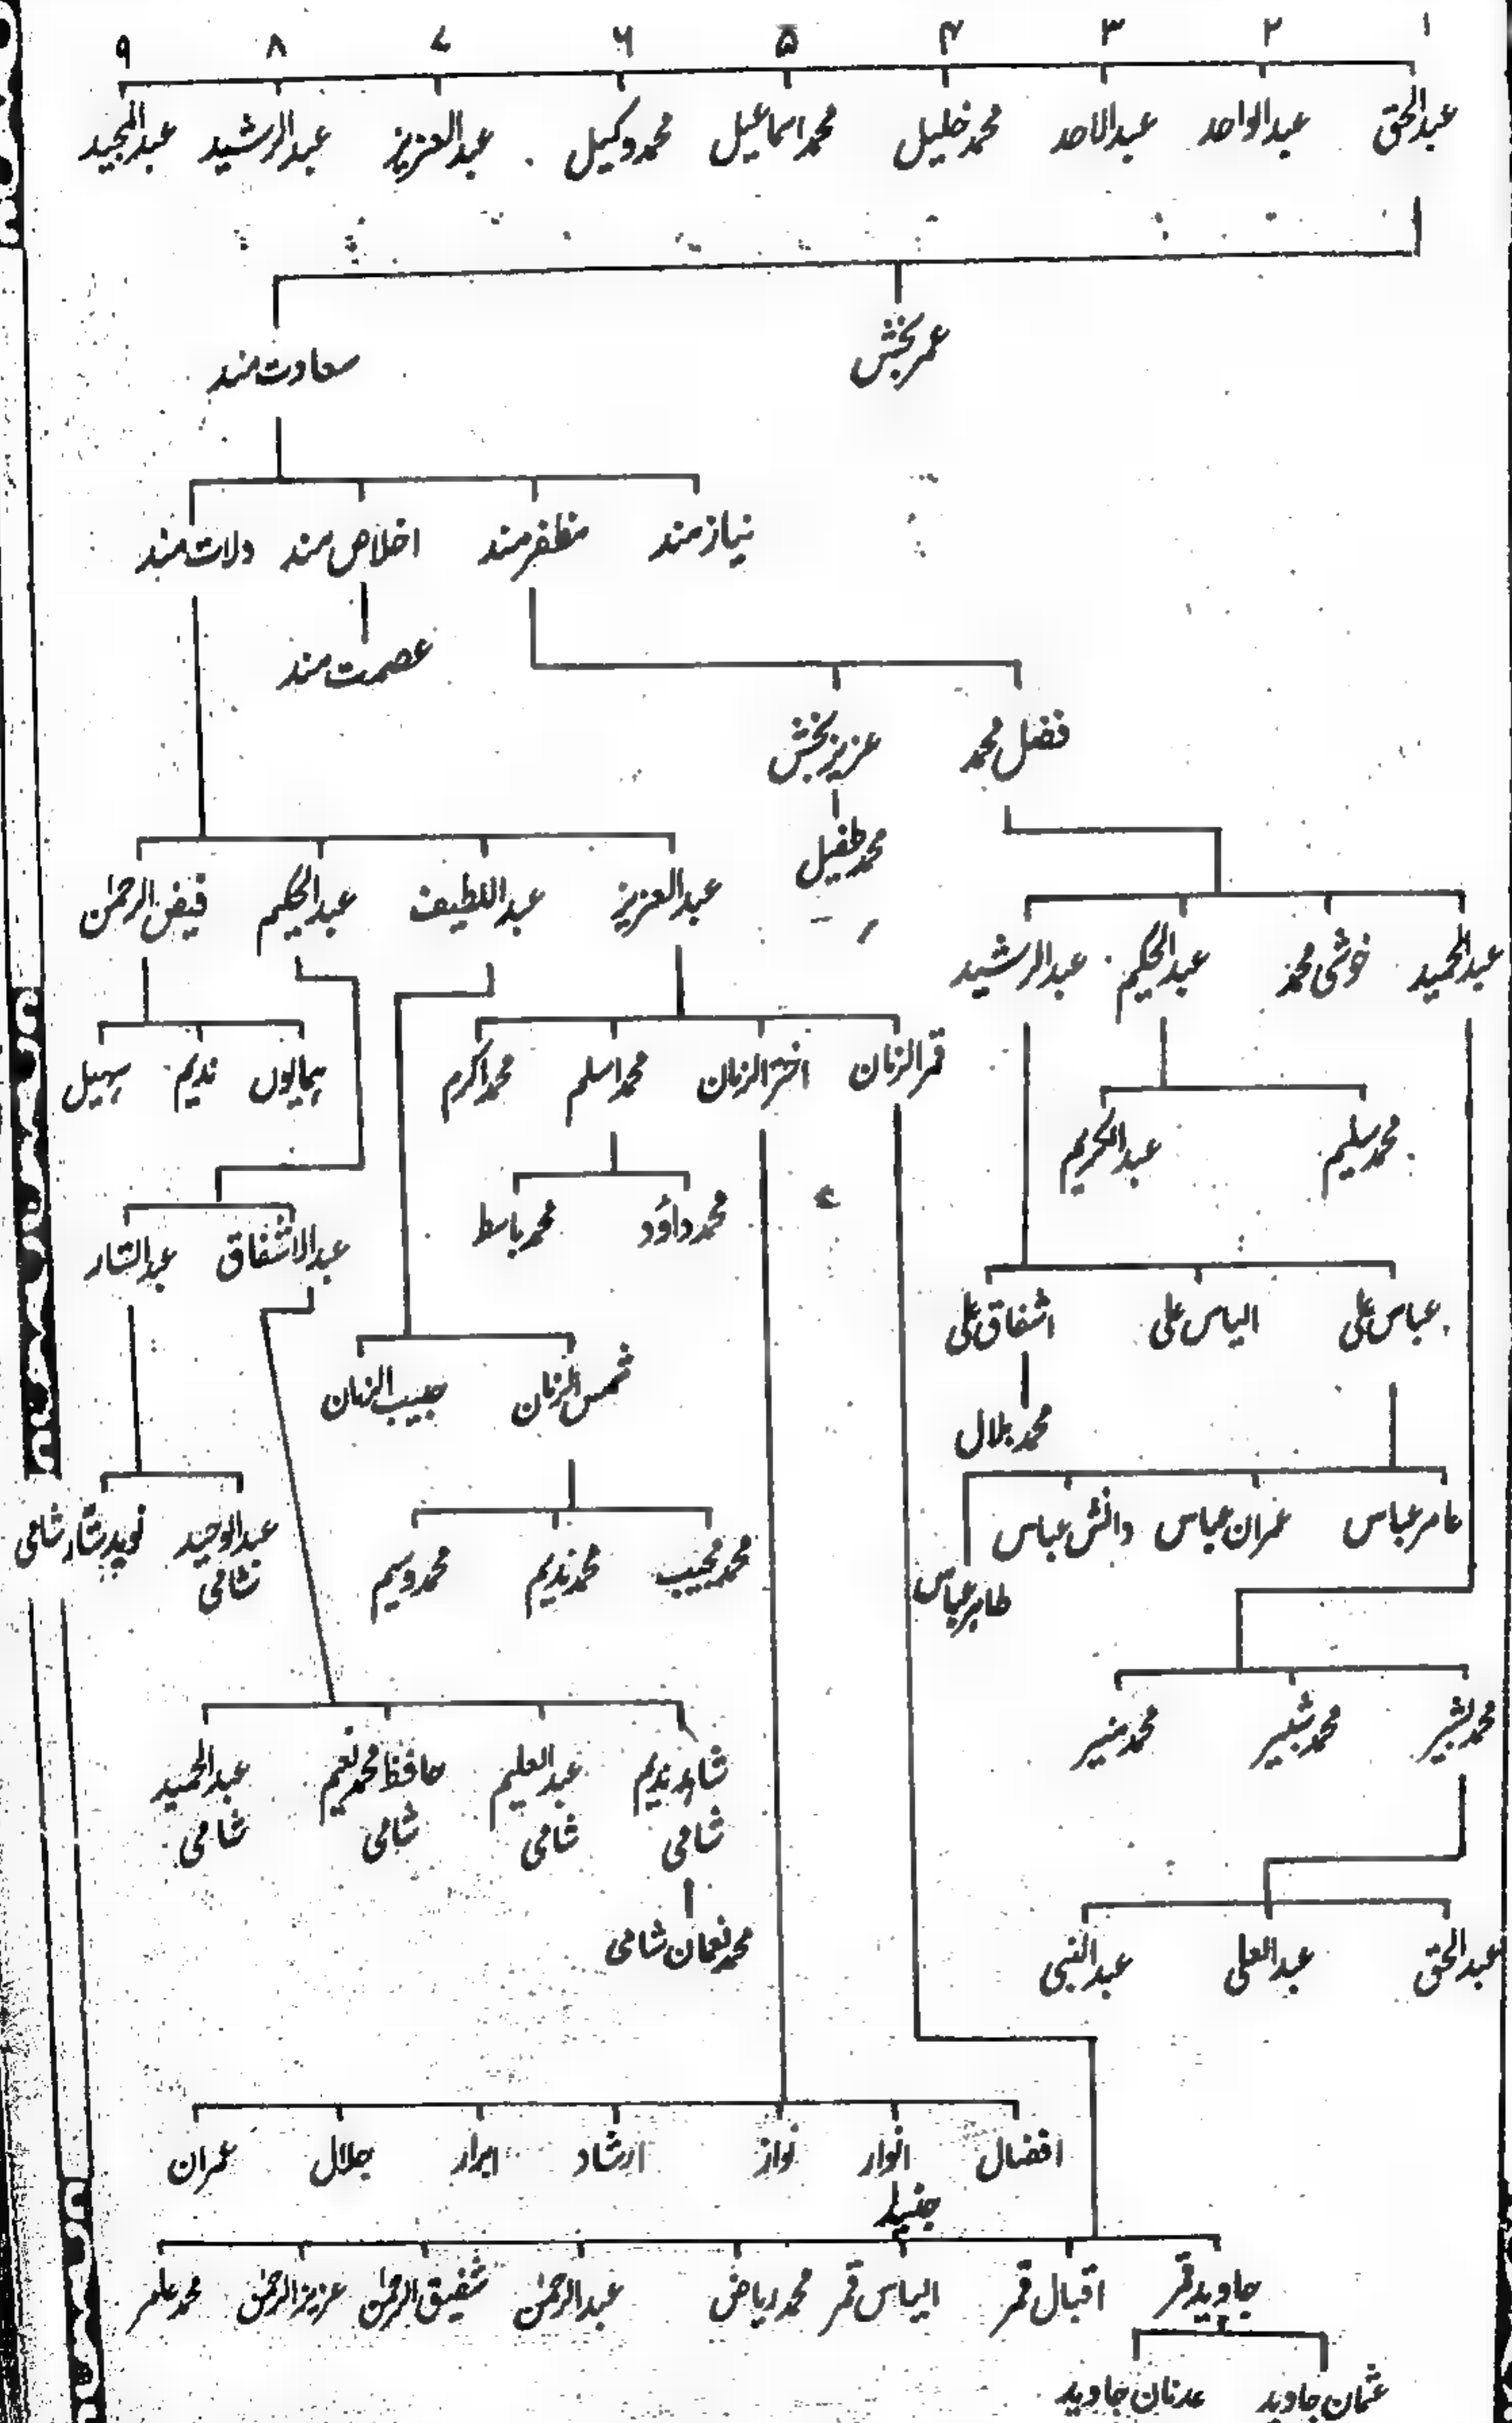 ۱ ۲ ۳ ۴ ۵ ۶ ۷ ۸ ۹
عبدالحق عبدالواحد عبدالاحد محمد خلیل محمد اسماعیل محمد وکیل عبدالعزیز عبدالرشید عبدالمجید
عمر بخش سعادت مند
نیاز مند مظفر مند اخلاص مند دلات مند
عصمت مند
فضل محمد عزیز بخش
محمد طفیل
عبدالعزیز عبداللطیف عبدالحکیم فیض الرحمٰن
عبدالحمید خوشی محمد عبدالحکیم عبدالرشید
قمر الزمان اختر الزمان محمد اسلم محمد اکرم ہمایوں ندیم سہیل
محمد سلیم عبدالکریم
محمد داؤد محمد باسط
عبدالاشفاق عبدالستار
عباس علی الیاس علی اشفاق علی
شمس الزمان حبیب الزمان
محمد بلال
عامر عباس عمران عباس دانش عباس
طاہر عباس
محمد مجیب محمد ندیم محمد وسیم
عبدالوحید شامی نوید ستار شامی
محمد بشیر محمد شبیر محمد منیر
شاہد ندیم عبدالعلیم حافظ محمد نعیم عبدالحمید
شامی شامی شامی شامی
محمد نعمان شامی
عبدالحق عبدالعلی عبدالنبی
افضال انوار نواز ارشاد ابرار جلال عمران
جنید
جاوید قمر اقبال قمر الیاس قمر محمد ریاض عبدالرحمٰن شفیق الرحمٰن عزیز الرحمٰن محمد عامر
عثمان جاوید عدنان جاوید